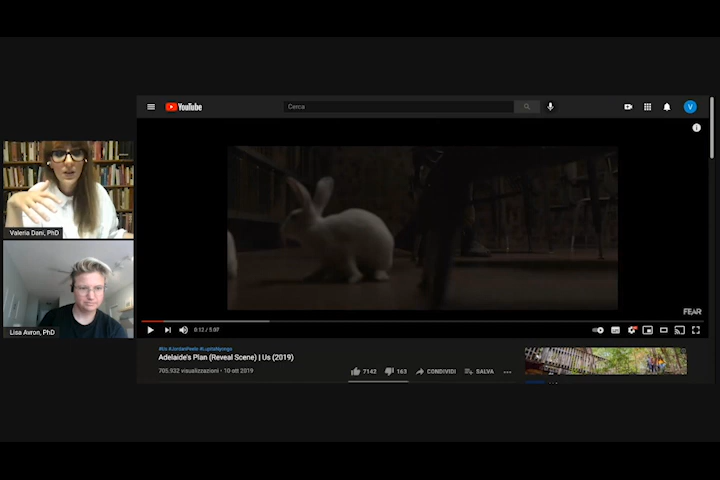 YouTube
Cerca
V
Valeria Dani, PhD
Lisa Avron, PhD
FEAR
0:12 / 5:07
#Us #JordanPeele #LupitaNyongo
Adelaide's Plan (Reveal Scene) | Us (2019)
705.932 visualizzazioni • 10 ott 2019
7142
163
CONDIVIDI
SALVA